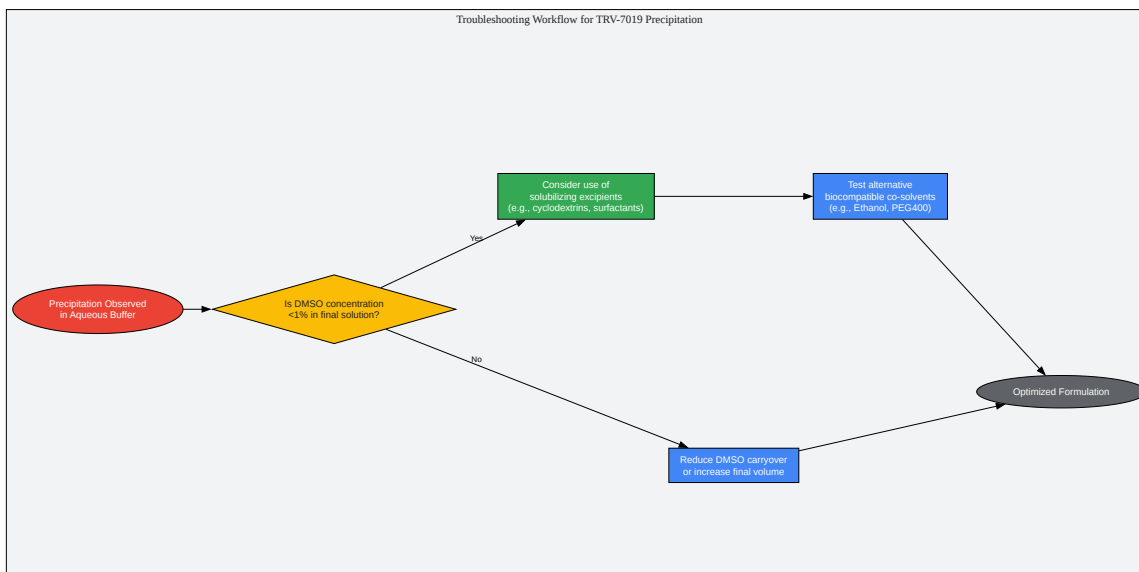 Troubleshooting Workflow for TRV-7019 Precipitation
Consider use of
solubilizing excipients
(e.g., cyclodextrins, surfactants)
Test alternative
biocompatible co-solvents
(e.g., Ethanol, PEG400)
Yes
Precipitation Observed
in Aqueous Buffer
Is DMSO concentration
<1% in final solution?
No
Optimized Formulation
Reduce DMSO carryover
or increase final volume